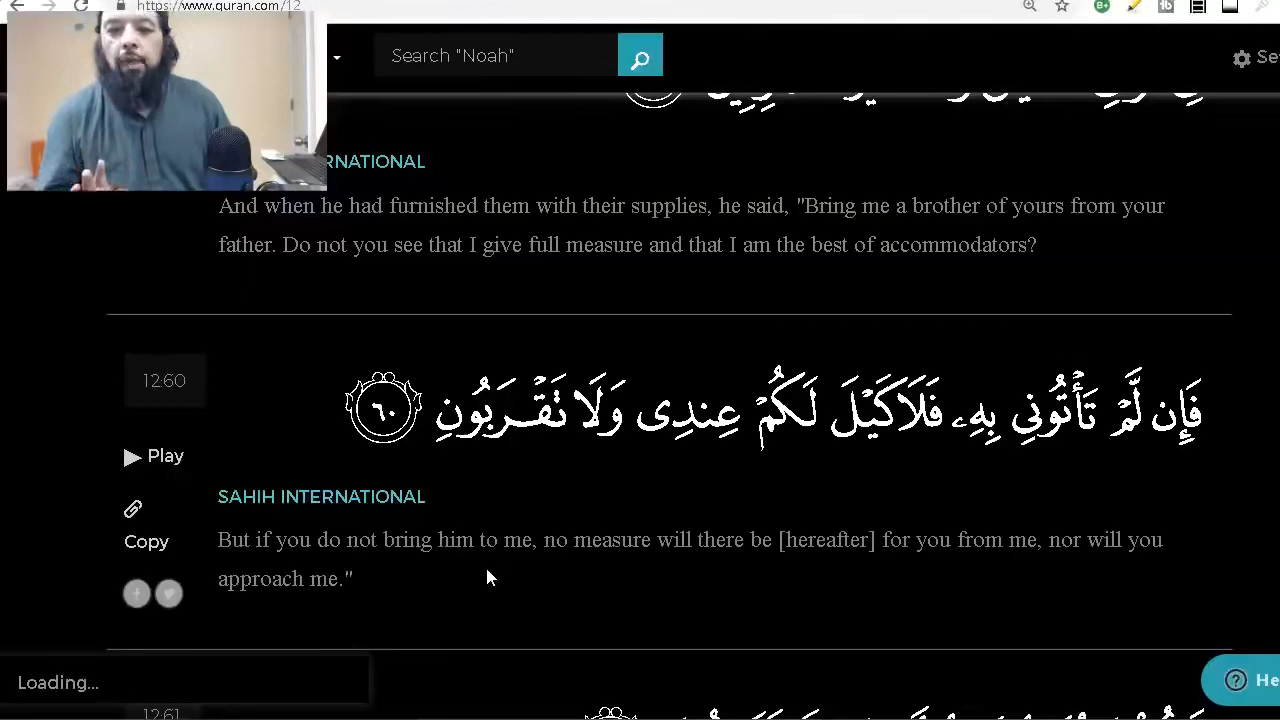 https://www.quran.com/12
Search "Noah"
RNATIONAL
And when he had furnished them with their supplies, he said, "Bring me a brother of yours from your
father. Do not you see that I give full measure and that I am the best of accommodators?
12:60
فَإِن لَّمْ تَأْتُونِي بِهِۦ فَلَا كَيْلَ لَكُمْ عِندِى وَلَا تَقْرَبُونِ ٦٠
Play
SAHIH INTERNATIONAL
Copy
But if you do not bring him to me, no measure will there be [hereafter] for you from me, nor will you
approach me."
Loading...
12:61